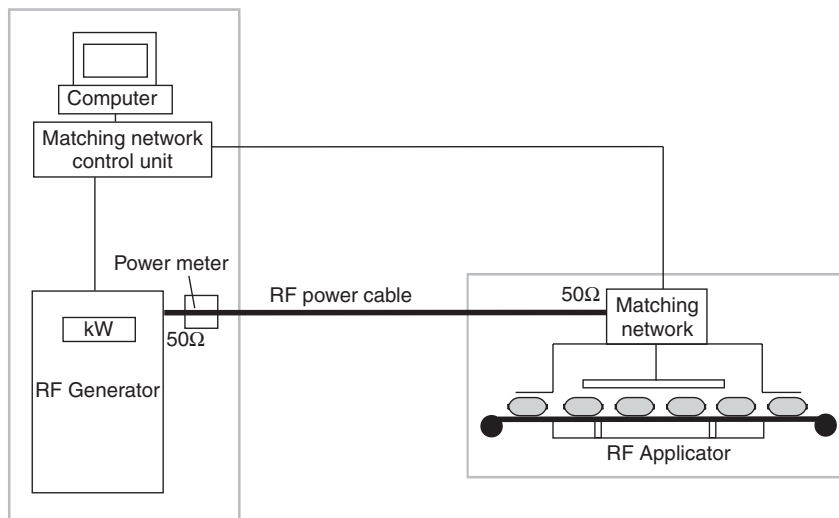 Computer
Matching network
control unit
Power meter
RF power cable
50Ω
50Ω
Matching
network
kW
RF Generator
RF Applicator